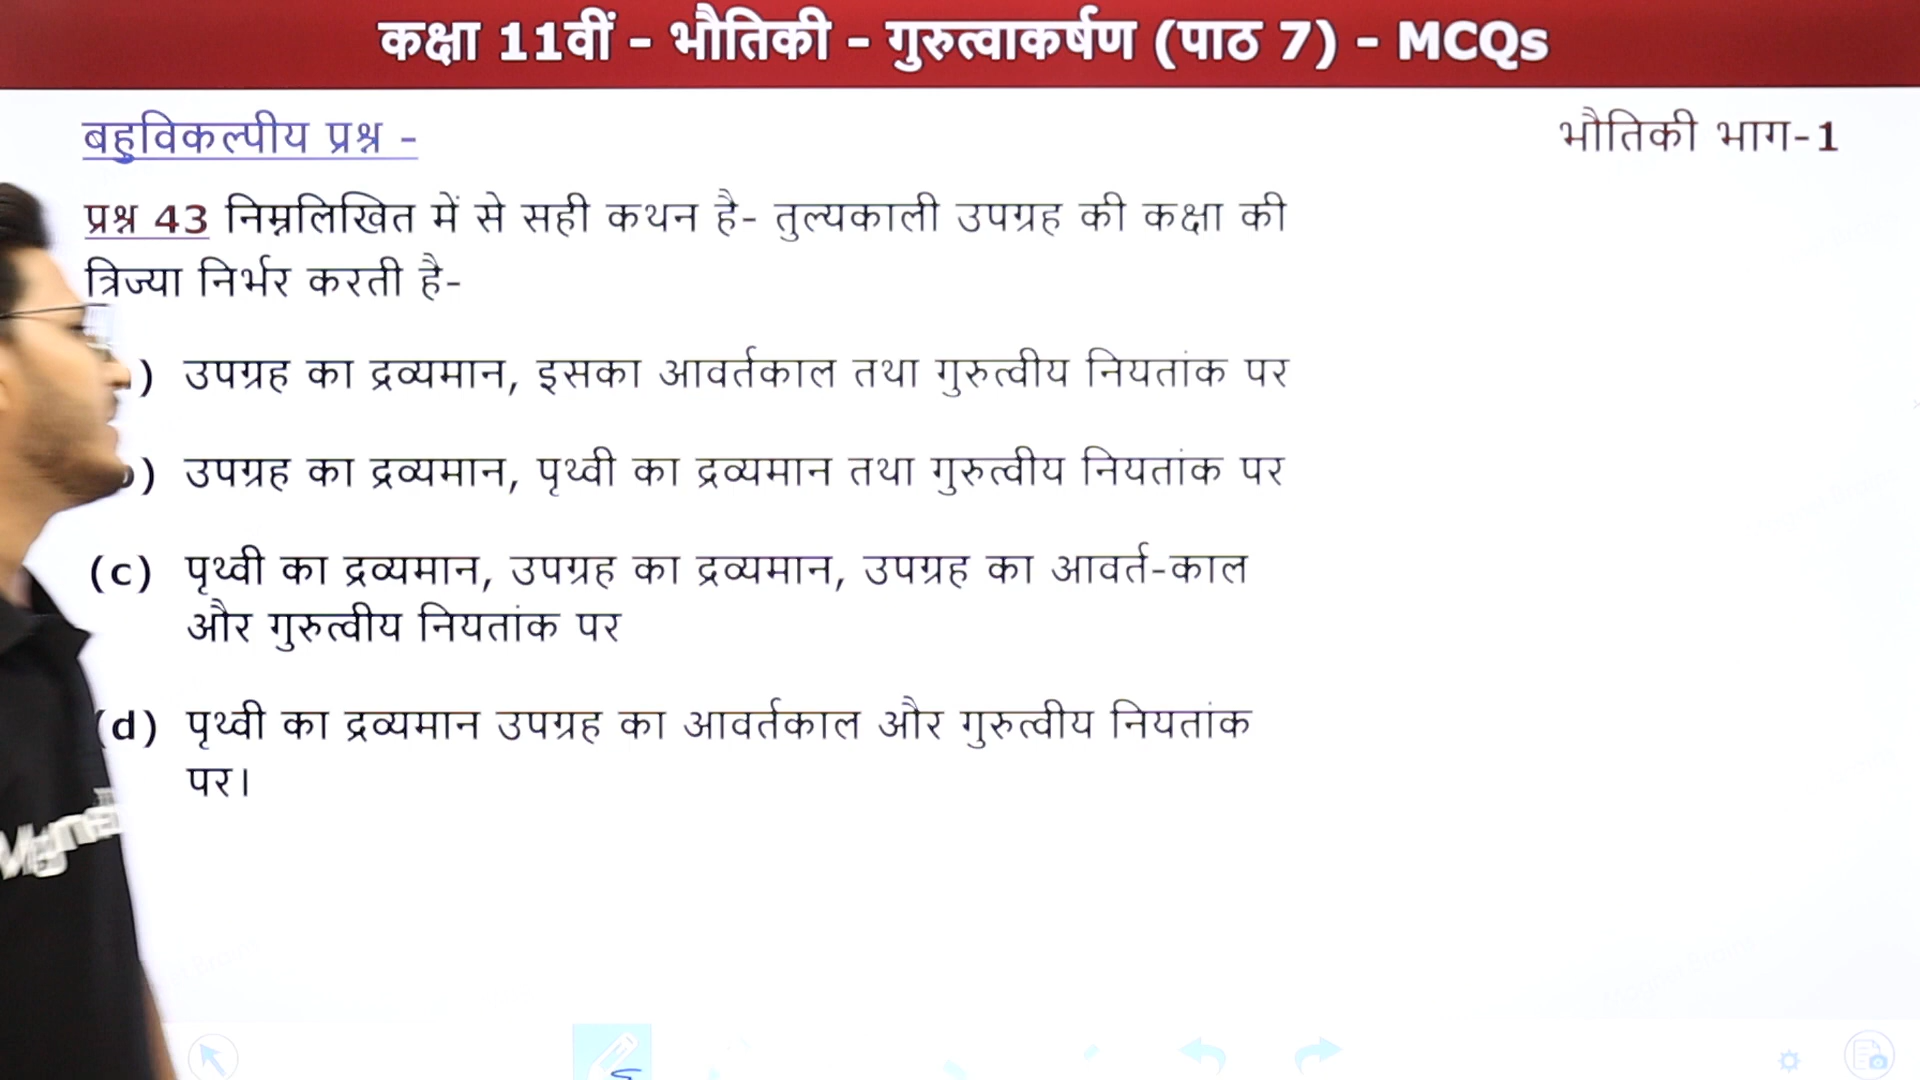 कक्षा 11वीं - भौतिकी - गुरुत्वाकर्षण (पाठ 7) - MCQs
बहुविकल्पीय प्रश्न -
भौतिकी भाग-1
प्रश्न 43 निम्नलिखित में से सही कथन है- तुल्यकाली उपग्रह की कक्षा की
त्रिज्या निर्भर करती है-
) उपग्रह का द्रव्यमान, इसका आवर्तकाल तथा गुरुत्वीय नियतांक पर
) उपग्रह का द्रव्यमान, पृथ्वी का द्रव्यमान तथा गुरुत्वीय नियतांक पर
(c) पृथ्वी का द्रव्यमान, उपग्रह का द्रव्यमान, उपग्रह का आवर्त-काल
और गुरुत्वीय नियतांक पर
(d) पृथ्वी का द्रव्यमान उपग्रह का आवर्तकाल और गुरुत्वीय नियतांक
पर।